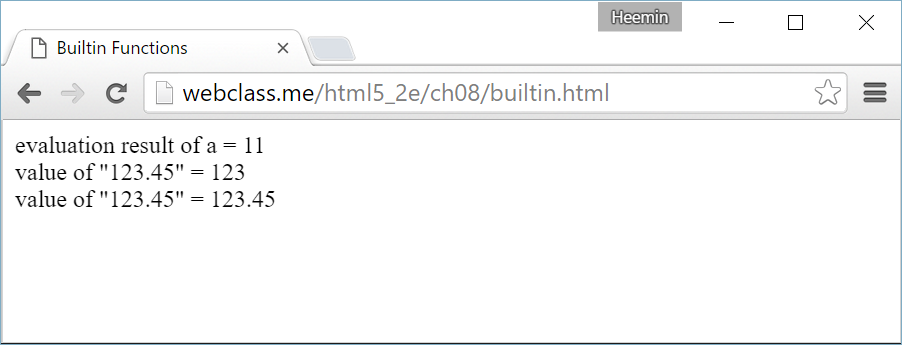 Heemin
Builtin Functions
webclass.me/html5_2e/ch08/builtin.html
evaluation result of a = 11
value of "123.45" = 123
value of "123.45" = 123.45